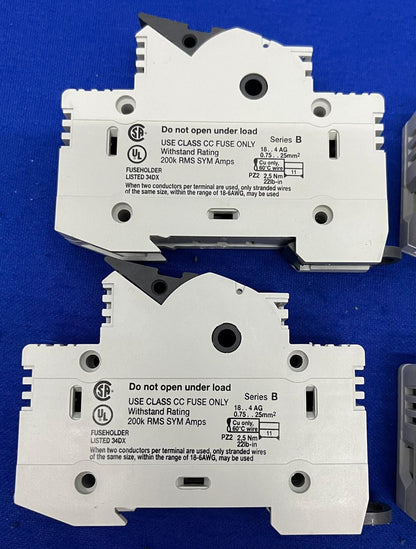 Do not open under load
USE CLASS CC FUSE ONLY
Withstand Rating
200k RMS SYM Amps
Series B
18 . . 4 AG
0.75 . . 25mm²
Cu only,
60°C wire
11
PZ2 2,5 Nm
22lb-in
SA
UL
FUSEHOLDER
LISTED 34DX
When two conductors per terminal are used, only stranded wires
of the same size, within the range of 18-6AWG, may be used.
Do not open under load
USE CLASS CC FUSE ONLY
Withstand Rating
200k RMS SYM Amps
Series B
18 . . 4 AG
0.75 . . 25mm²
Cu only,
60°C wire
11
PZ2 2,5 Nm
22lb-in
SA
UL
FUSEHOLDER
LISTED 34DX
When two conductors per terminal are used, only stranded wires
of the same size, within the range of 18-6AWG, may be used.